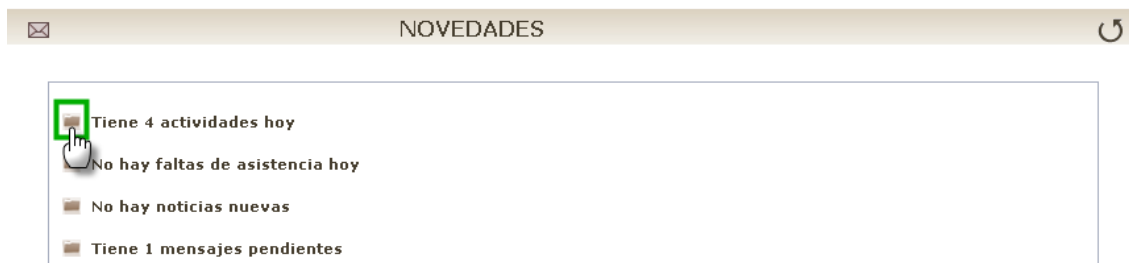 NOVEDADES
Tiene 4 actividades hoy
No hay faltas de asistencia hoy
No hay noticias nuevas
Tiene 1 mensajes pendientes